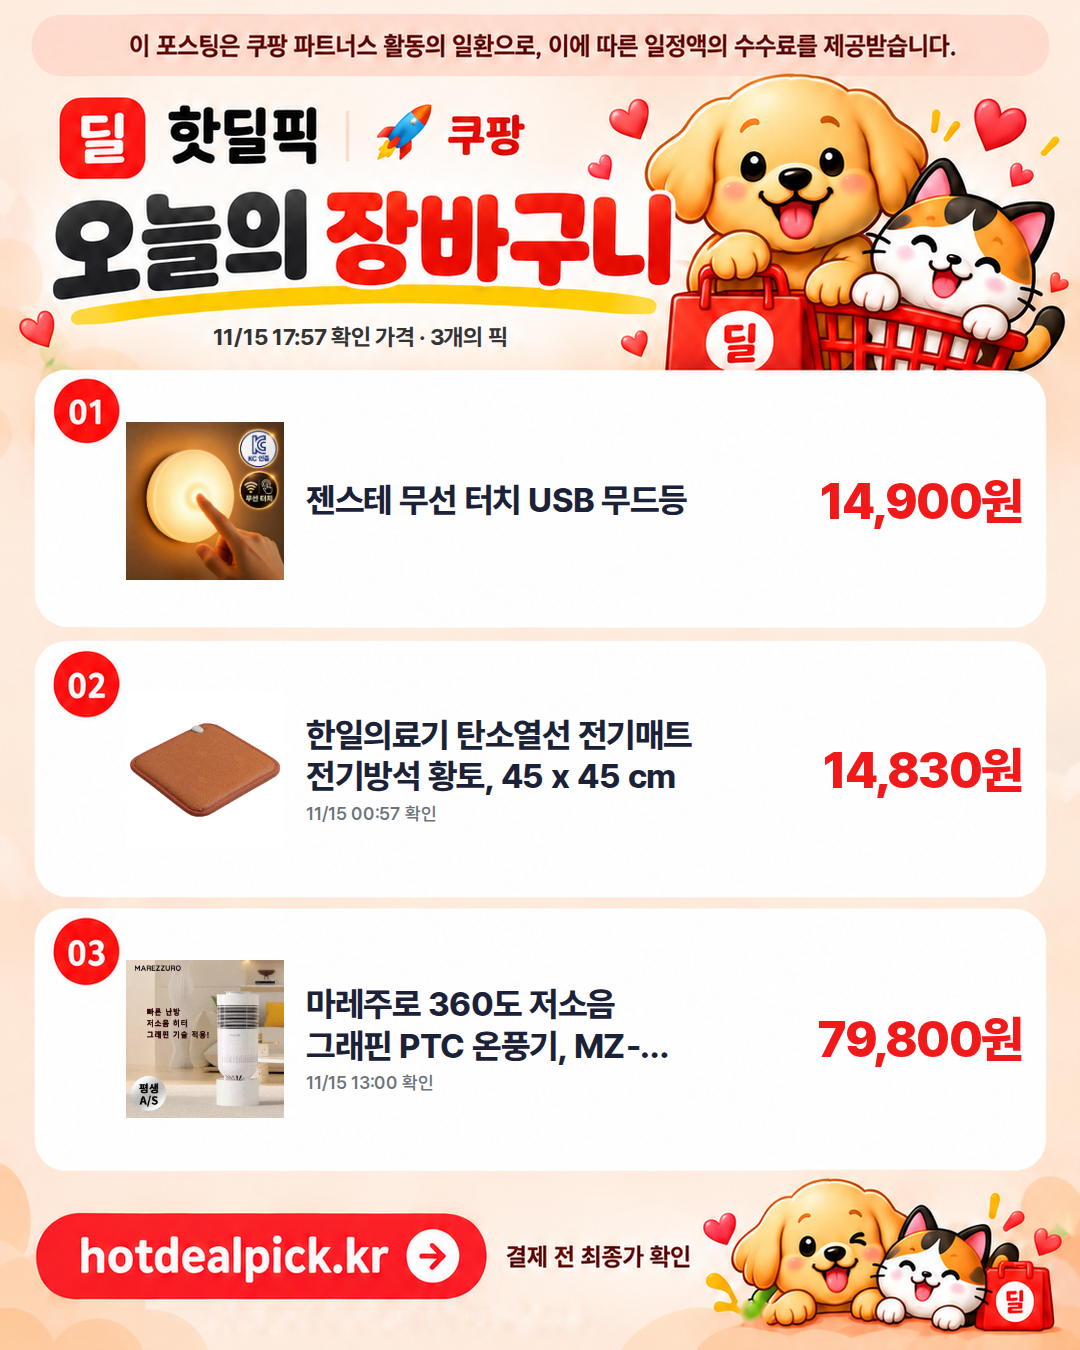 이 포스팅은 쿠팡 파트너스 활동의 일환으로, 이에 따른 일정액의 수수료를 제공받습니다.
딜 핫딜픽 쿠팡
오늘의 장바구니
11/15 17:57 확인 가격 · 3개의 픽
딜
01
KC 인증
무선 터치
젠스테 무선 터치 USB 무드등
14,900원
02
한일의료기 탄소열선 전기매트
전기방석 황토, 45 x 45 cm
11/15 00:57 확인
14,830원
03
MAREZZURO
빠른 난방
저소음 히터
그래핀 기술 적용!
평생
A/S
마레주로 360도 저소음
그래핀 PTC 온풍기, MZ-...
11/15 13:00 확인
79,800원
hotdealpick.kr
결제 전 최종가 확인
딜